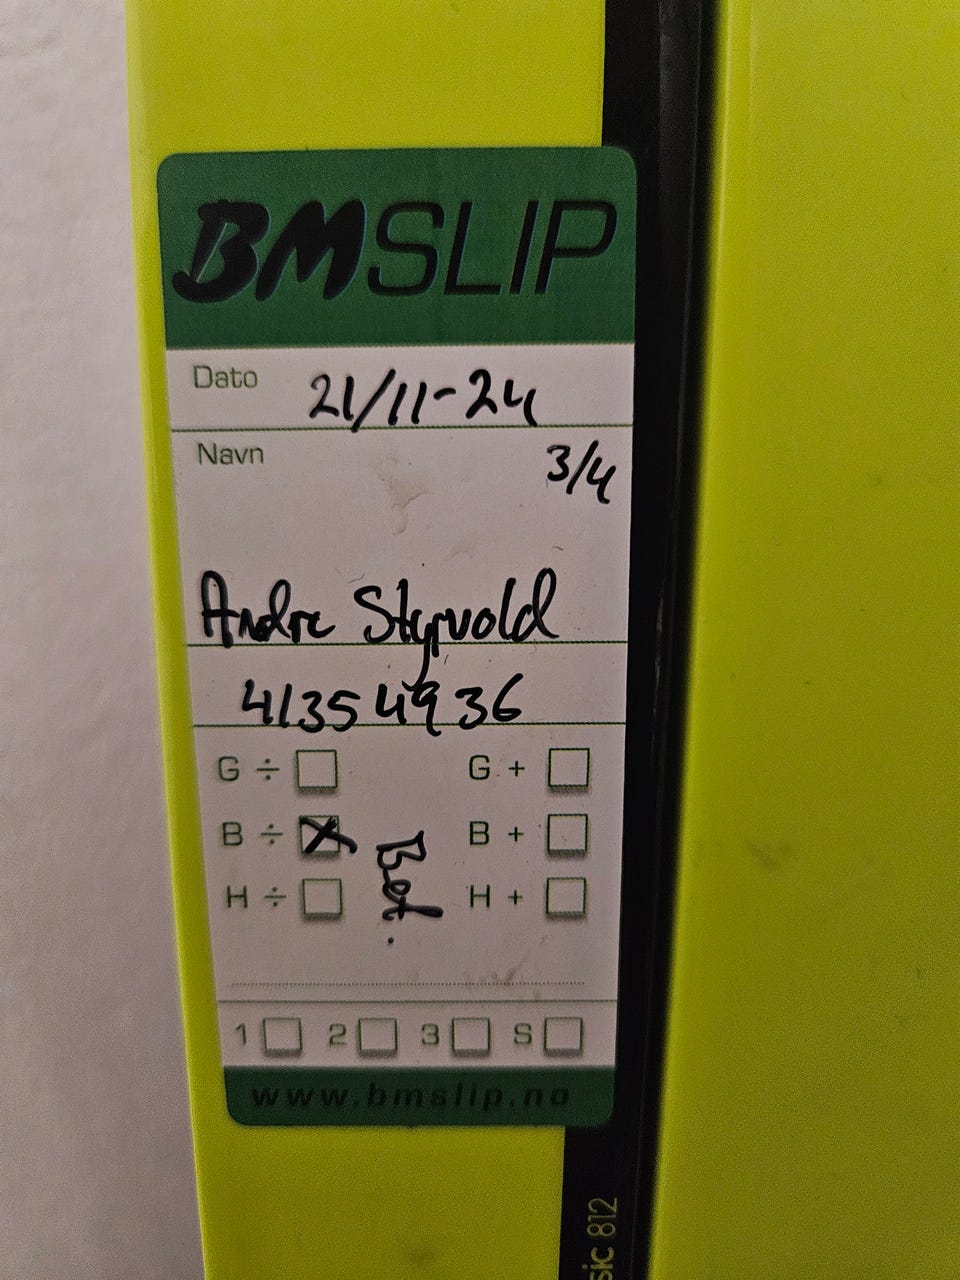 BMSLIP
Dato 21/11-24
Navn 3/4
Andre Styrvold
41354936
G ÷ G +
B ÷ X B +
Bet.
H ÷ H +
1 2 3 S
www.bmslip.no
sic 812